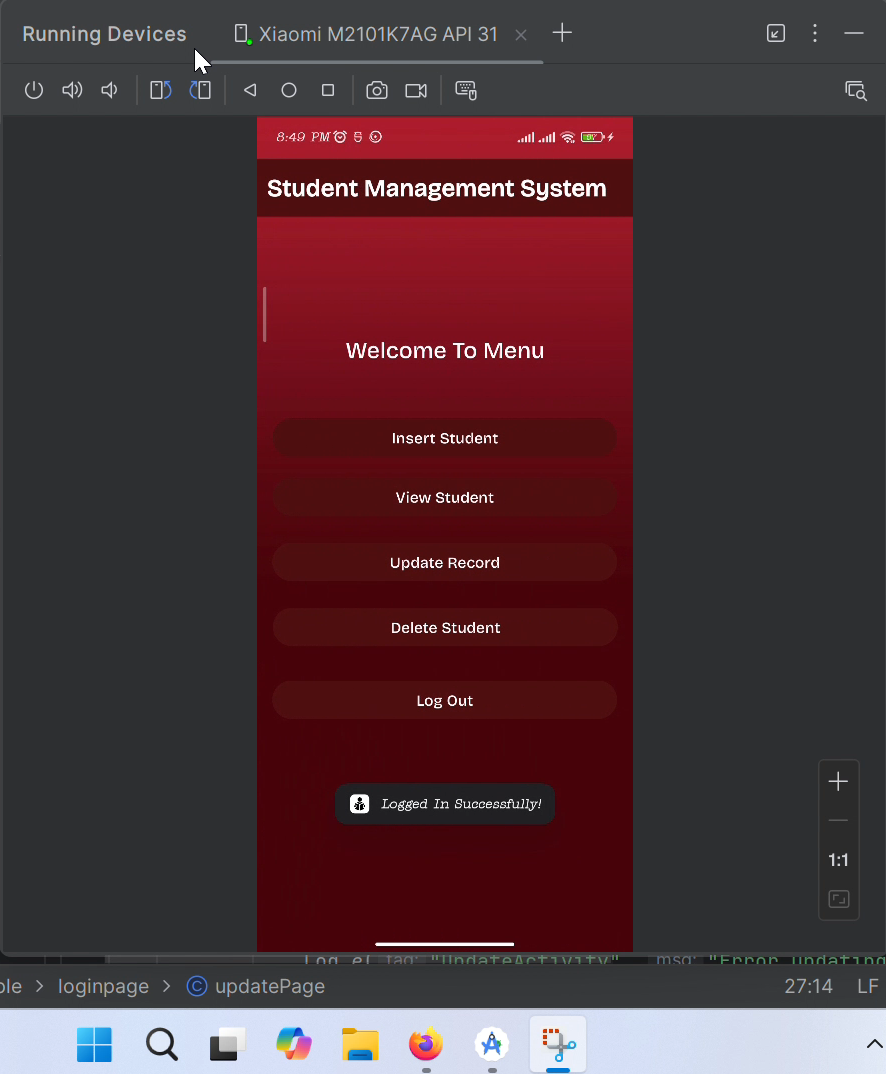 Running Devices
Xiaomi M2101K7AG API 31
8:49 PM
Student Management System
Welcome To Menu
Insert Student
View Student
Update Record
Delete Student
Log Out
Logged In Successfully!
1:1
Log.e( tag: "UpdateActivity" msg: "Error updating
ple > loginpage > updatePage
27:14 LF